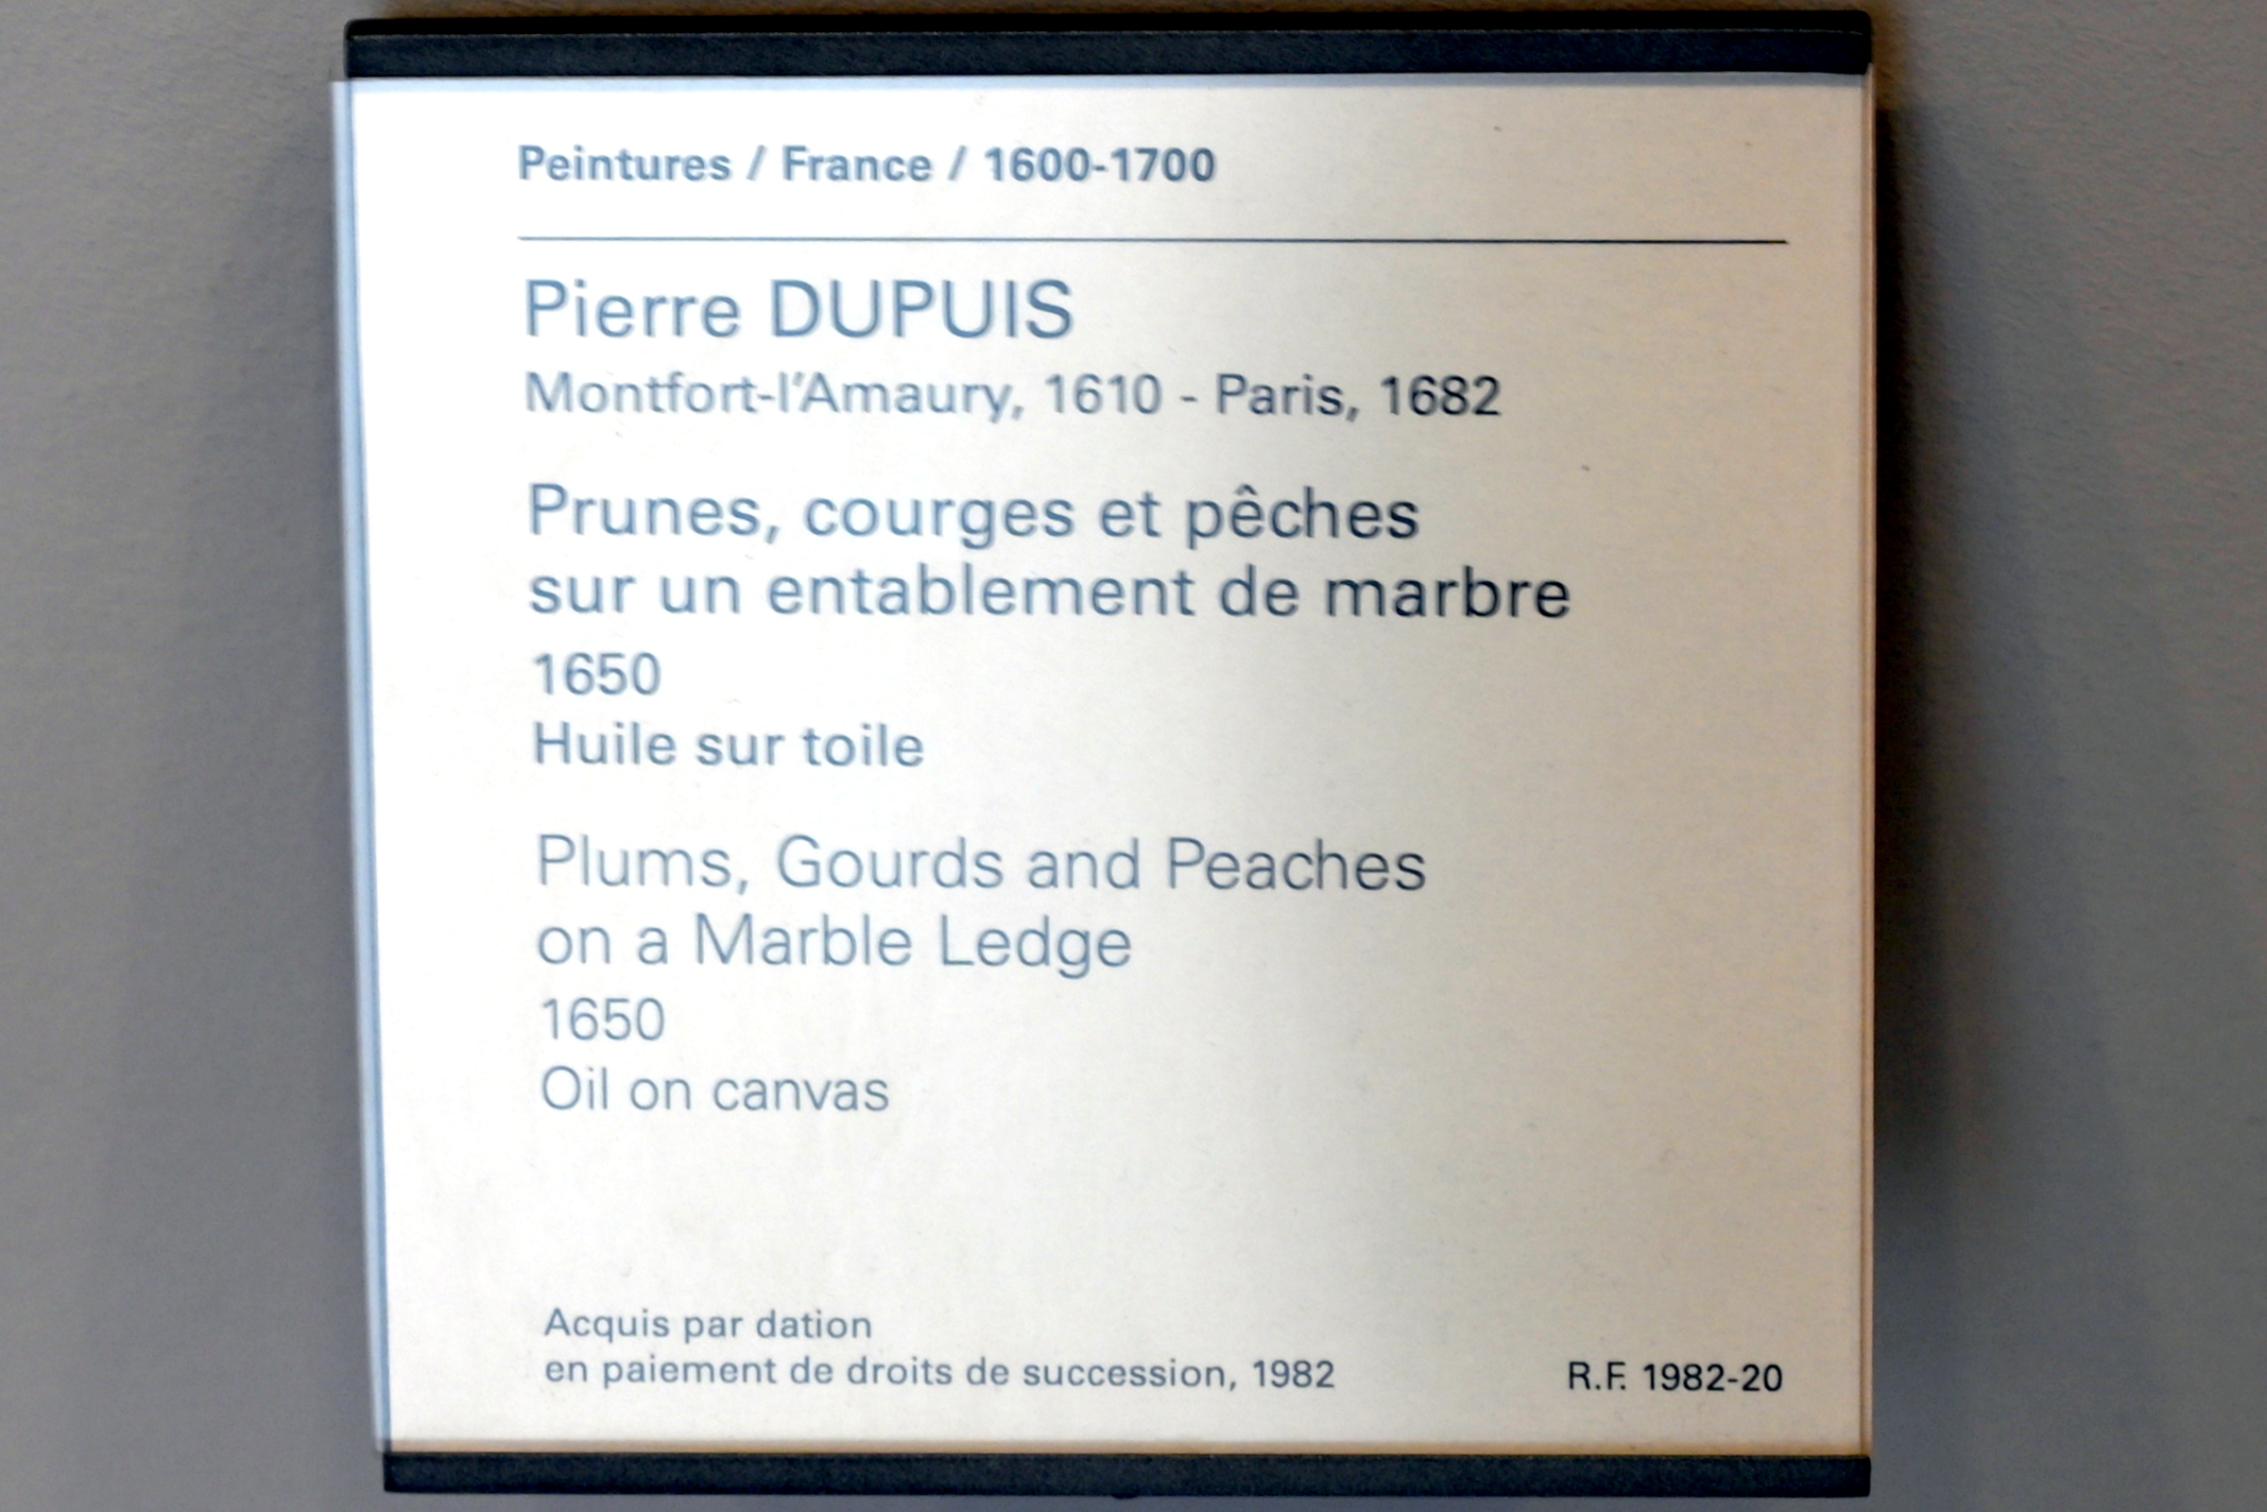 Peintures / France / 1600-1700
Pierre DUPUIS
Montfort-l'Amaury, 1610 - Paris, 1682
Prunes, courges et pêches
sur un entablement de marbre
1650
Huile sur toile
Plums, Gourds and Peaches
on a Marble Ledge
1650
Oil on canvas
Acquis par dation
en paiement de droits de succession, 1982
R.F. 1982-20